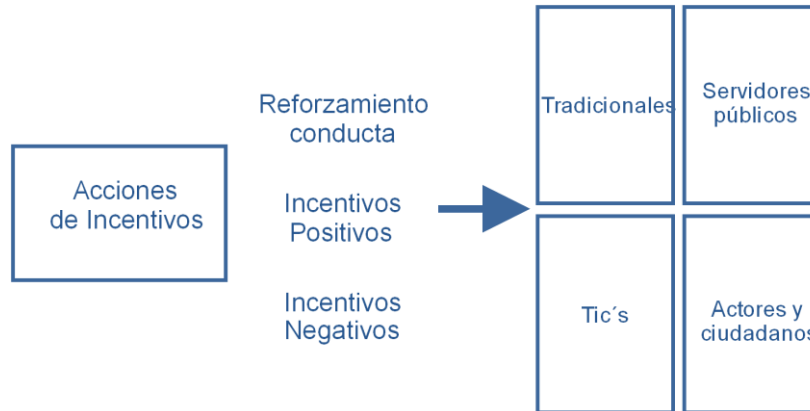 Acciones
de Incentivos
Reforzamiento
conducta
Incentivos
Positivos
Incentivos
Negativos
Tradicionales
Servidores
públicos
Tic´s
Actores y
ciudadanos